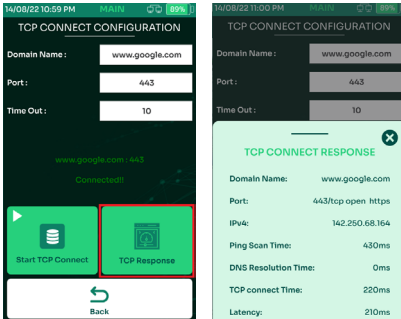 14/08/22 10:59 PM MAIN 89%
TCP CONNECT CONFIGURATION
Domain Name : www.google.com
Port : 443
Time Out : 10
www.google.com : 443
Connected!!
Start TCP Connect
TCP Response
Back
14/08/22 11:00 PM MAIN 89%
TCP CONNECT CONFIGURATION
Domain Name : www.google.com
Port : 443
Time Out : 10
TCP CONNECT RESPONSE
Domain Name: www.google.com
Port: 443/tcp open https
IPv4: 142.250.68.164
Ping Scan Time: 430ms
DNS Resolution Time: 0ms
TCP connect Time: 220ms
Latency: 210ms